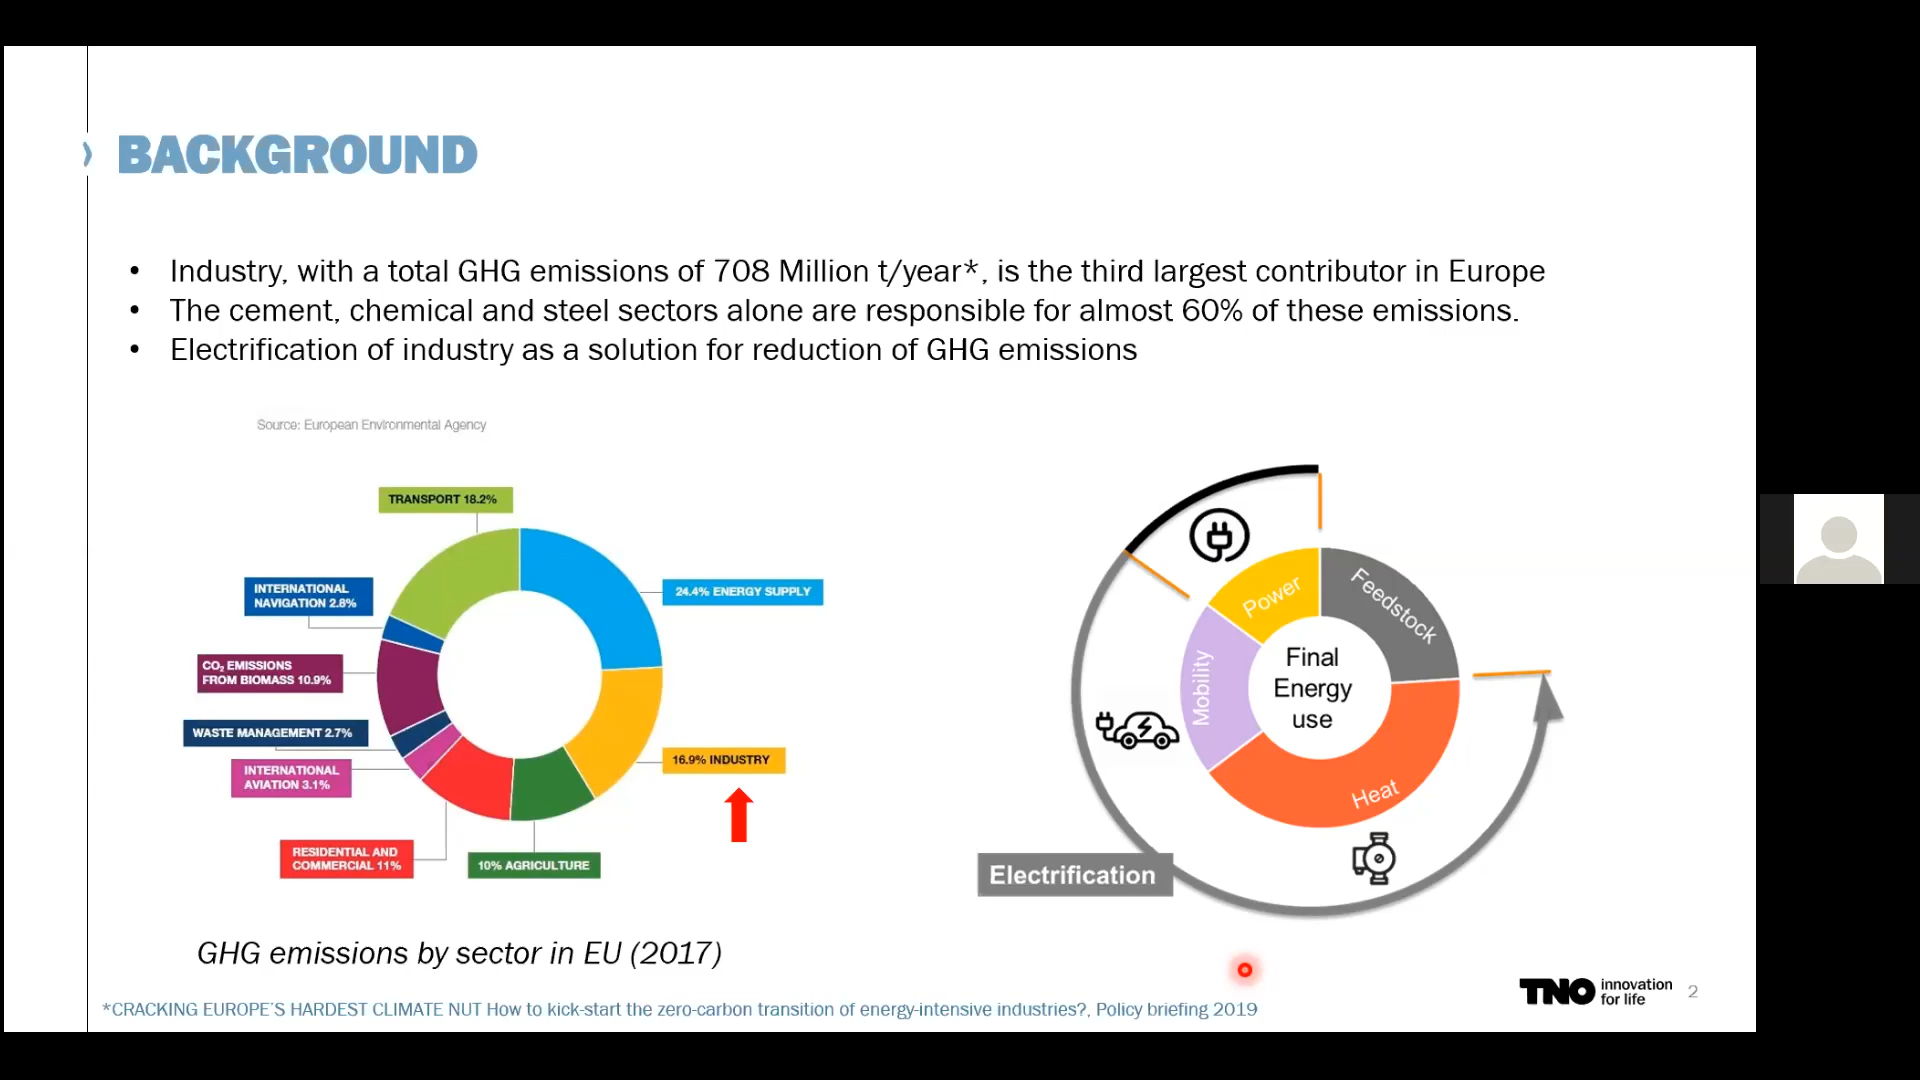 BACKGROUND
• Industry, with a total GHG emissions of 708 Million t/year*, is the third largest contributor in Europe
• The cement, chemical and steel sectors alone are responsible for almost 60% of these emissions.
• Electrification of industry as a solution for reduction of GHG emissions
Source: European Environmental Agency
TRANSPORT 18.2%
INTERNATIONAL
NAVIGATION 2.8%
24.4% ENERGY SUPPLY
CO₂ EMISSIONS
FROM BIOMASS 10.9%
WASTE MANAGEMENT 2.7%
INTERNATIONAL
AVIATION 3.1%
16.9% INDUSTRY
RESIDENTIAL AND
COMMERCIAL 11%
10% AGRICULTURE
GHG emissions by sector in EU (2017)
Power
Feedstock
Mobility
Final
Energy
use
Heat
Electrification
*CRACKING EUROPE'S HARDEST CLIMATE NUT How to kick-start the zero-carbon transition of energy-intensive industries?, Policy briefing 2019
TNO innovation
for life
2